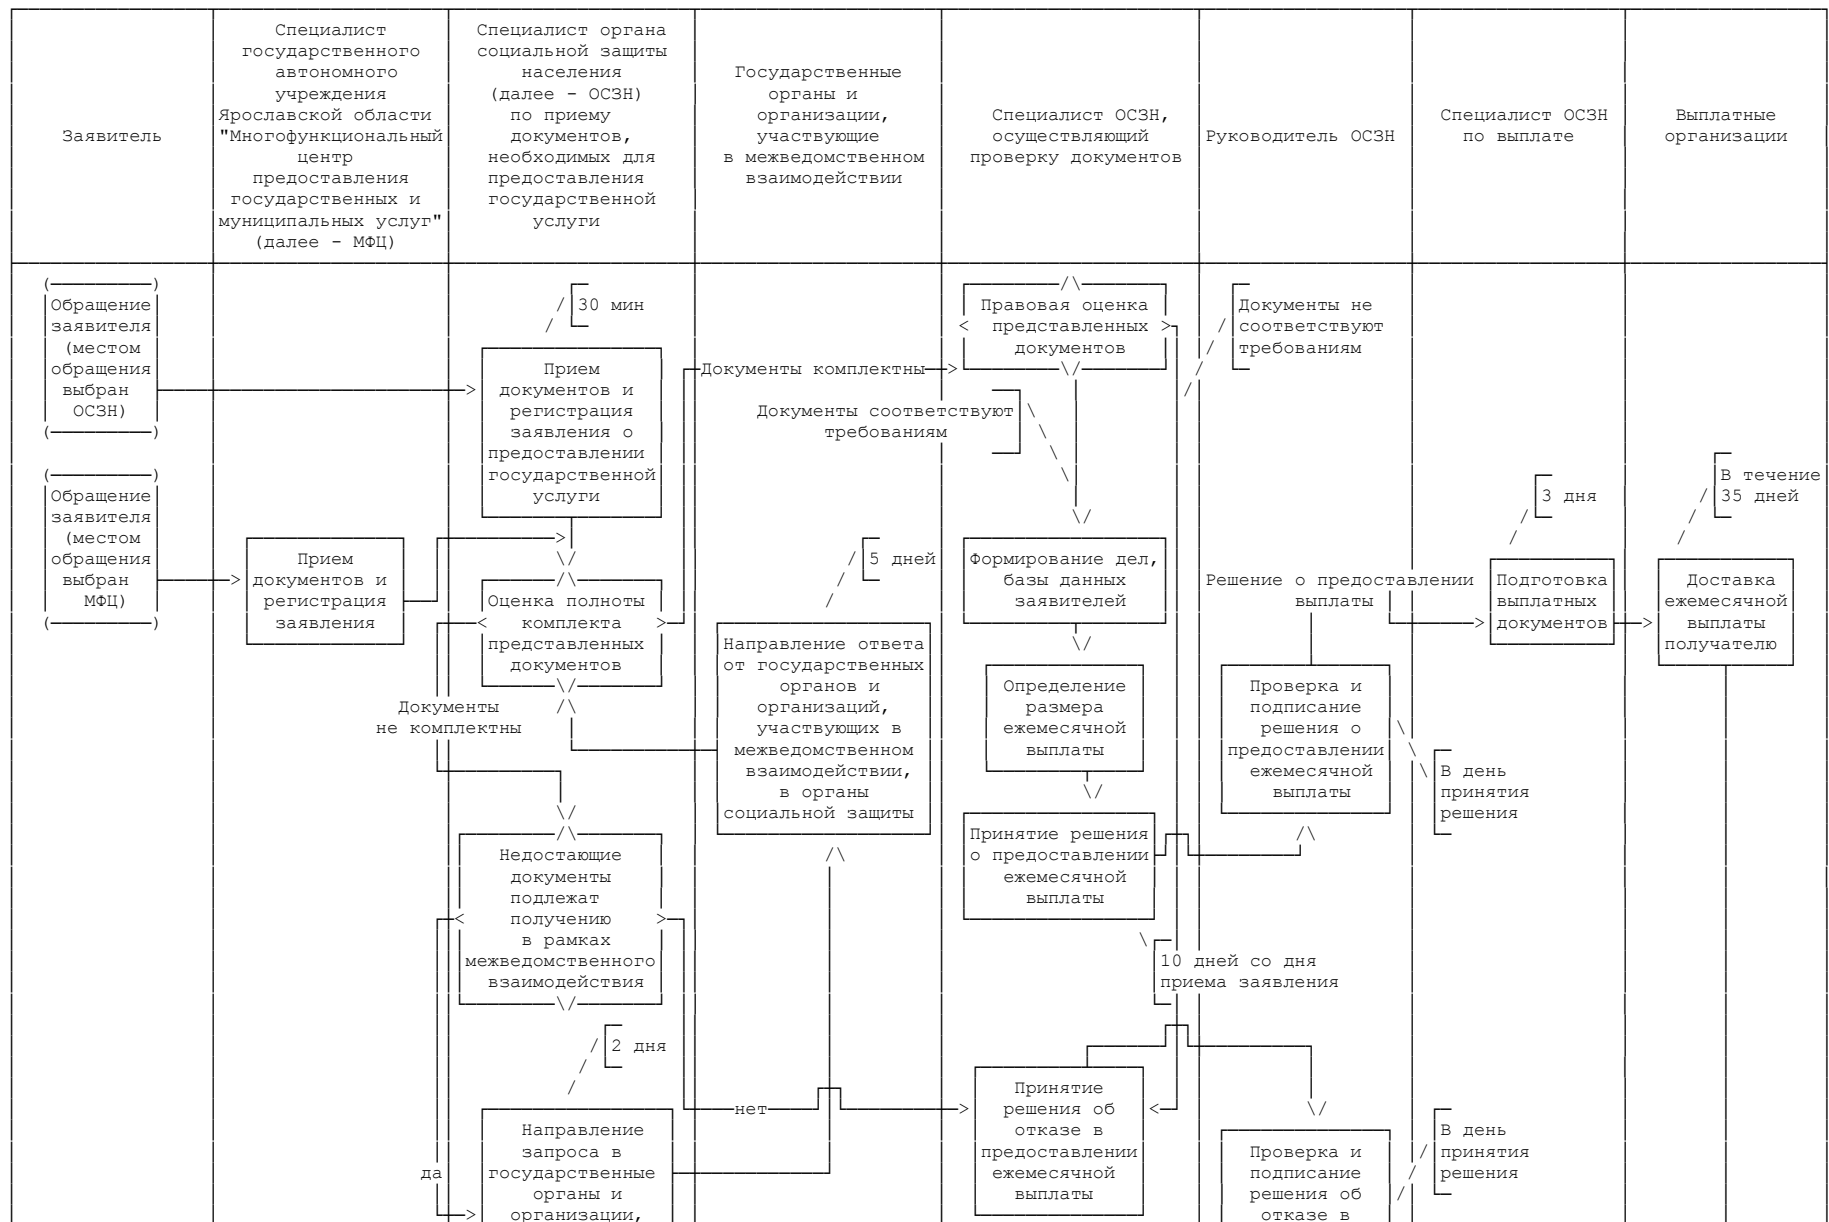 Заявитель
Специалист
государственного
автономного
учреждения
Ярославской области
"Многофункциональный
центр
предоставления
государственных и
муниципальных услуг"
(далее - МФЦ)
Специалист органа
социальной защиты
населения
(далее - ОСЗН)
по приему
документов,
необходимых для
предоставления
государственной
услуги
Государственные
органы и
организации,
участвующие
в межведомственном
взаимодействии
Специалист ОСЗН,
осуществляющий
проверку документов
Руководитель ОСЗН
Специалист ОСЗН
по выплате
Выплатные
организации
Обращение
заявителя
(местом
обращения
выбран
ОСЗН)
30 мин
Прием
документов и
регистрация
заявления о
предоставлении
государственной
услуги
Документы комплектны
Правовая оценка
представленных
документов
Документы не
соответствуют
требованиям
Документы соответствуют
требованиям
Обращение
заявителя
(местом
обращения
выбран
МФЦ)
Прием
документов и
регистрация
заявления
Оценка полноты
комплекта
представленных
документов
5 дней
Направление ответа
от государственных
органов и
организаций,
участвующих в
межведомственном
взаимодействии,
в органы
социальной защиты
Формирование дел,
базы данных
заявителей
Решение о предоставлении
выплаты
3 дня
Подготовка
выплатных
документов
В течение
35 дней
Доставка
ежемесячной
выплаты
получателю
Документы
не комплектны
Определение
размера
ежемесячной
выплаты
Проверка и
подписание
решения о
предоставлении
ежемесячной
выплаты
В день
принятия
решения
Принятие решения
о предоставлении
ежемесячной
выплаты
Недостающие
документы
подлежат
получению
в рамках
межведомственного
взаимодействия
10 дней со дня
приема заявления
2 дня
нет
Принятие
решения об
отказе в
предоставлении
ежемесячной
выплаты
да
Направление
запроса в
государственные
органы и
организации,
Проверка и
подписание
решения об
отказе в
В день
принятия
решения